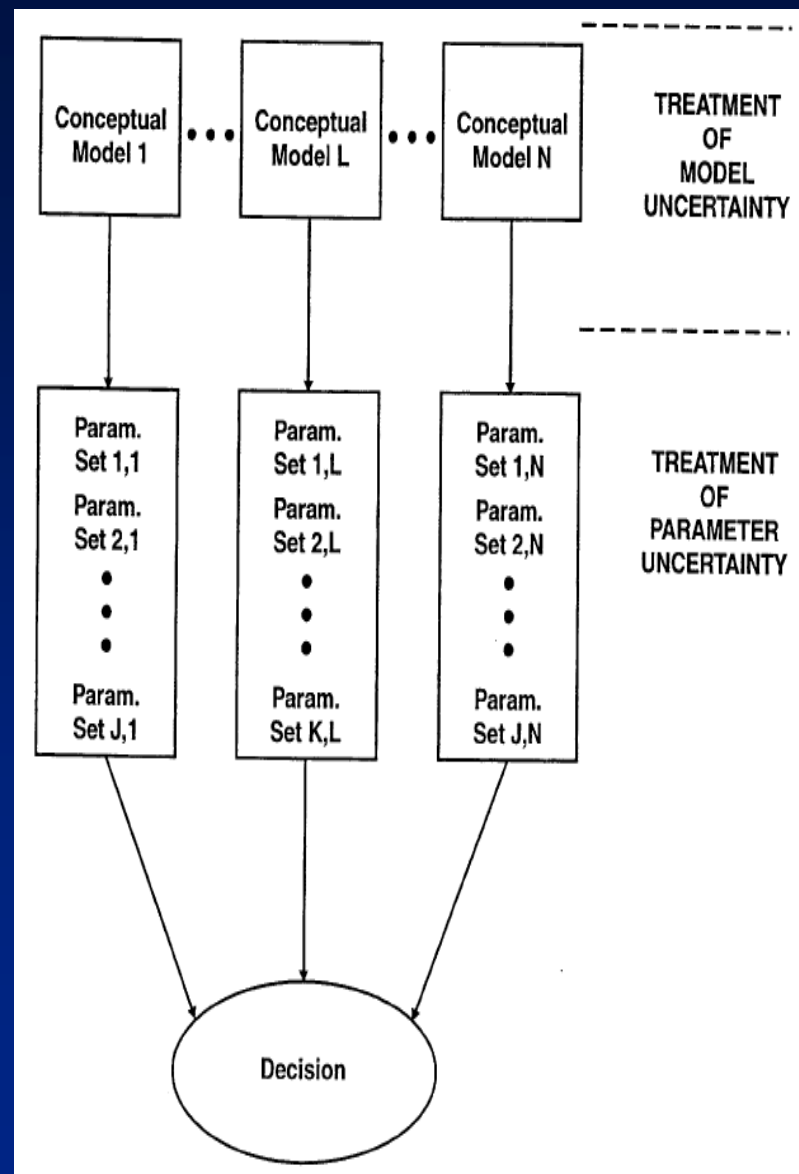 Conceptual
Model 1
Conceptual
Model L
Conceptual
Model N
TREATMENT
OF
MODEL
UNCERTAINTY
Param.
Set 1,1
Param.
Set 2,1
Param.
Set J,1
Param.
Set 1,L
Param.
Set 2,L
Param.
Set K,L
Param.
Set 1,N
Param.
Set 2,N
Param.
Set J,N
TREATMENT
OF
PARAMETER
UNCERTAINTY
Decision